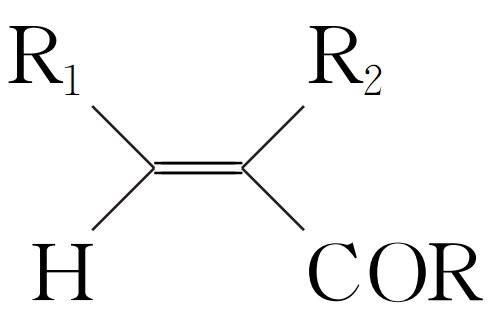 R₁ R₂
H COR